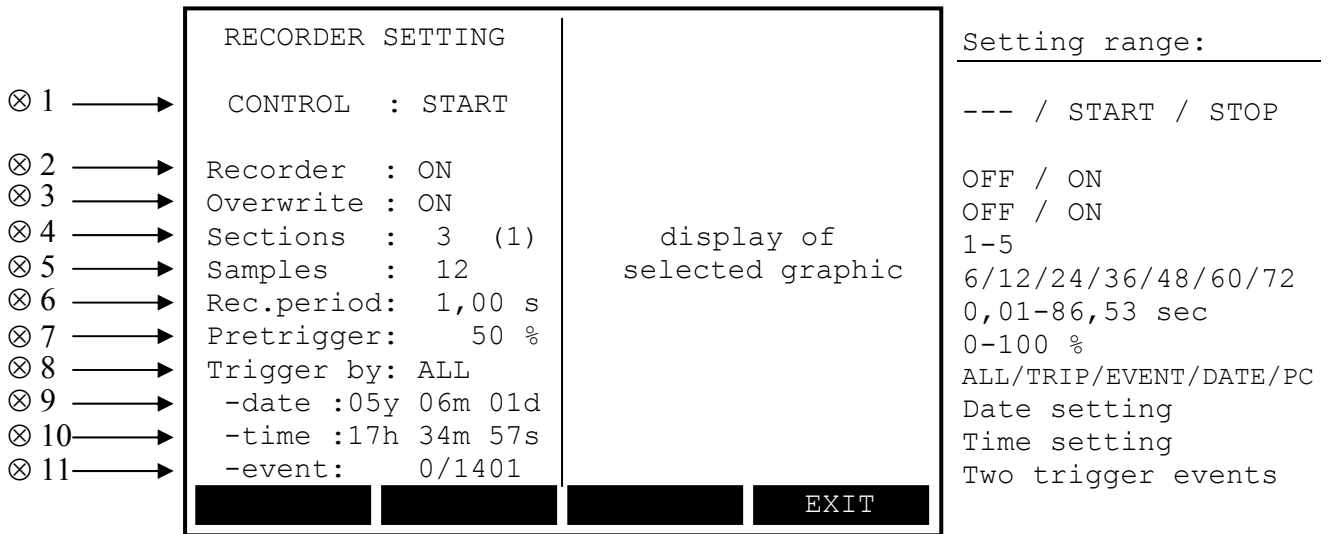 RECORDER SETTING
Setting range:
⊗ 1 CONTROL : START --- / START / STOP
⊗ 2 Recorder : ON OFF / ON
⊗ 3 Overwrite : ON OFF / ON
⊗ 4 Sections : 3 (1) display of 1-5
⊗ 5 Samples : 12 selected graphic 6/12/24/36/48/60/72
⊗ 6 Rec.period: 1,00 s 0,01-86,53 sec
⊗ 7 Pretrigger: 50 % 0-100 %
⊗ 8 Trigger by: ALL ALL/TRIP/EVENT/DATE/PC
⊗ 9 -date :05y 06m 01d Date setting
⊗ 10 -time :17h 34m 57s Time setting
⊗ 11 -event: 0/1401 Two trigger events
EXIT